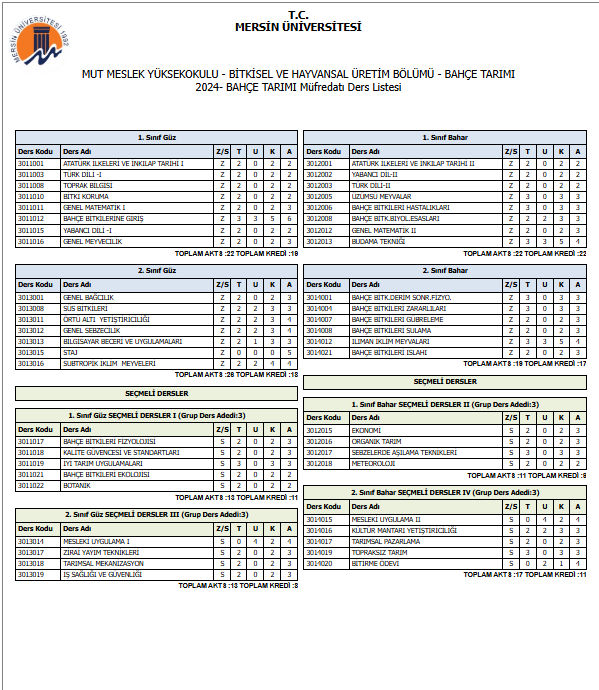 MERSİN ÜNİVERSİTESİ 1992
T.C.
MERSİN ÜNİVERSİTESİ
MUT MESLEK YÜKSEKOKULU - BİTKİSEL VE HAYVANSAL ÜRETİM BÖLÜMÜ - BAHÇE TARIMI
2024- BAHÇE TARIMI Müfredatı Ders Listesi
1. Sınıf Güz
Ders Kodu Ders Adı Z/S T U K A
3011001 ATATÜRK İLKELERİ VE İNKILAP TARİHİ I Z 2 0 2 2
3011003 TÜRK DİLİ -I Z 2 0 2 2
3011008 TOPRAK BİLGİSİ Z 2 0 2 2
3011010 BİTKİ KORUMA Z 2 0 2 2
3011011 GENEL MATEMATİK I Z 2 0 2 3
3011012 BAHÇE BİTKİLERİNE GİRİŞ Z 3 3 5 6
3011015 YABANCI DİL -I Z 2 0 2 2
3011016 GENEL MEYVECİLİK Z 2 0 2 3
TOPLAM AKTS :22 TOPLAM KREDİ :19
1. Sınıf Bahar
Ders Kodu Ders Adı Z/S T U K A
3012001 ATATÜRK İLKELERİ VE İNKILAP TARİHİ II Z 2 0 2 2
3012002 YABANCI DİL-II Z 2 0 2 2
3012003 TÜRK DİLİ-II Z 2 0 2 2
3012005 ÜZÜMSÜ MEYVALAR Z 3 0 3 3
3012006 BAHÇE BİTKİLERİ HASTALIKLARI Z 3 0 3 3
3012008 BAHÇE BİTK.BİYOL.ESASLARI Z 2 2 3 3
3012012 GENEL MATEMATİK II Z 2 0 2 3
3012013 BUDAMA TEKNİĞİ Z 3 3 5 4
TOPLAM AKTS :22 TOPLAM KREDİ :22
2. Sınıf Güz
Ders Kodu Ders Adı Z/S T U K A
3013001 GENEL BAĞCILIK Z 2 0 2 3
3013008 SÜS BİTKİLERİ Z 2 2 3 3
3013011 ÖRTÜ ALTI YETİŞTİRİCİLİĞİ Z 2 2 3 4
3013012 GENEL SEBZECİLİK Z 2 2 3 4
3013013 BİLGİSAYAR BECERİ VE UYGULAMALARI Z 2 1 3 3
3013015 STAJ Z 0 0 0 5
3013016 SUBTROPİK İKLİM MEYVELERİ Z 2 2 4 4
TOPLAM AKTS :26 TOPLAM KREDİ :18
2. Sınıf Bahar
Ders Kodu Ders Adı Z/S T U K A
3014001 BAHÇE BİTK.DERİM SONR.FİZYO. Z 3 0 3 3
3014004 BAHÇE BİTKİLERİ ZARARLILARI Z 3 0 3 3
3014007 BAHÇE BİTKİLERİ GÜBRELEME Z 2 0 2 3
3014008 BAHÇE BİTKİLERİ SULAMA Z 2 0 2 3
3014012 ILIMAN İKLİM MEYVALARI Z 3 3 5 4
3014021 BAHÇE BİTKİLERİ ISLAHI Z 2 0 2 3
TOPLAM AKTS :19 TOPLAM KREDİ :17
SEÇMELİ DERSLER
1. Sınıf Güz SEÇMELİ DERSLER I (Grup Ders Adedi:3)
Ders Kodu Ders Adı Z/S T U K A
3011017 BAHÇE BİTKİLERİ FİZYOLOJİSİ S 2 0 2 3
3011018 KALİTE GÜVENCESİ VE STANDARTLARI S 2 0 2 3
3011019 İYİ TARIM UYGULAMALARI S 3 0 3 3
3011021 BAHÇE BİTKİLERİ EKOLOJİSİ S 2 0 2 2
3011022 BOTANİK S 2 0 2 2
TOPLAM AKTS :13 TOPLAM KREDİ :11
2. Sınıf Güz SEÇMELİ DERSLER III (Grup Ders Adedi:3)
Ders Kodu Ders Adı Z/S T U K A
3013014 MESLEKİ UYGULAMA I S 0 4 2 4
3013017 ZİRAİ YAYIM TEKNİKLERİ S 2 0 2 3
3013018 TARIMSAL MEKANİZASYON S 2 0 2 3
3013019 İŞ SAĞLIĞI VE GÜVENLİĞİ S 2 0 2 3
TOPLAM AKTS :13 TOPLAM KREDİ :8
SEÇMELİ DERSLER
1. Sınıf Bahar SEÇMELİ DERSLER II (Grup Ders Adedi:3)
Ders Kodu Ders Adı Z/S T U K A
3012015 EKONOMİ S 2 0 2 3
3012016 ORGANİK TARIM S 2 0 2 3
3012017 SEBZELERDE AŞILAMA TEKNİKLERİ S 3 0 3 3
3012018 METEOROLOJİ S 2 0 2 2
TOPLAM AKTS :11 TOPLAM KREDİ :9
2. Sınıf Bahar SEÇMELİ DERSLER IV (Grup Ders Adedi:3)
Ders Kodu Ders Adı Z/S T U K A
3014015 MESLEKİ UYGULAMA II S 0 4 2 4
3014016 KÜLTÜR MANTARI YETİŞTİRİCİLİĞİ S 2 2 3 3
3014017 TARIMSAL PAZARLAMA S 2 0 2 3
3014019 TOPRAKSIZ TARIM S 3 0 3 3
3014020 BİTİRME ÖDEVİ S 0 2 1 4
TOPLAM AKTS :17 TOPLAM KREDİ :11